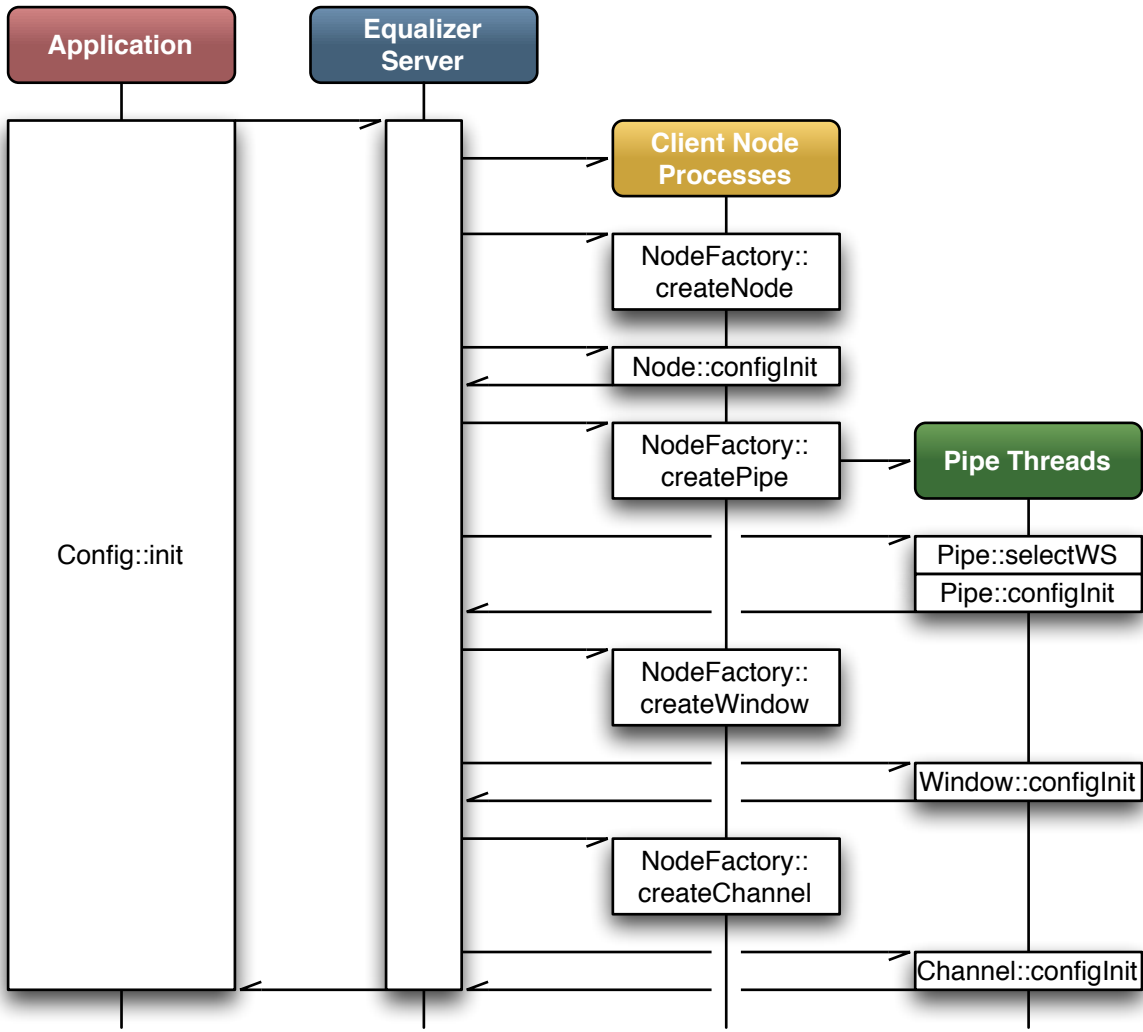 Application
Equalizer
Server
Client Node
Processes
NodeFactory::
createNode
Node::configInit
NodeFactory::
createPipe
Pipe Threads
Config::init
Pipe::selectWS
Pipe::configInit
NodeFactory::
createWindow
Window::configInit
NodeFactory::
createChannel
Channel::configInit